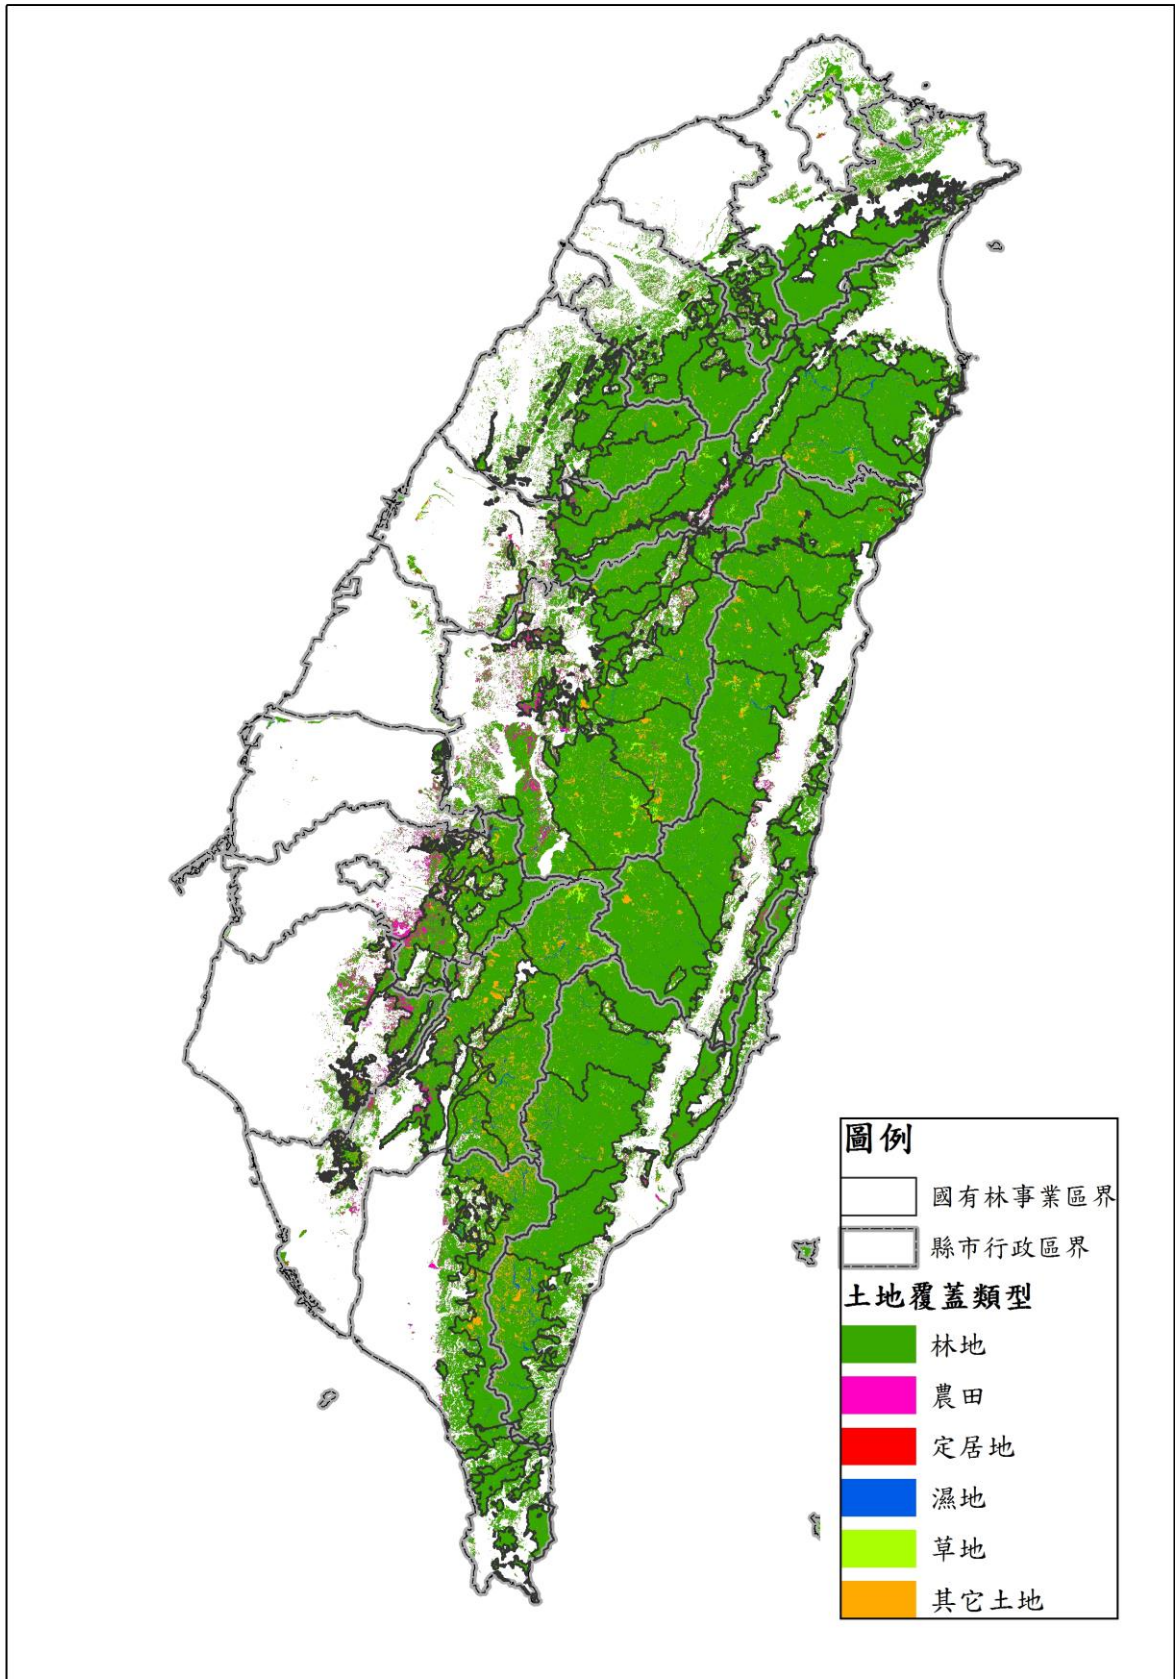 圖例
國有林事業區界
縣市行政區界
土地覆蓋類型
林地
農田
定居地
濕地
草地
其它土地